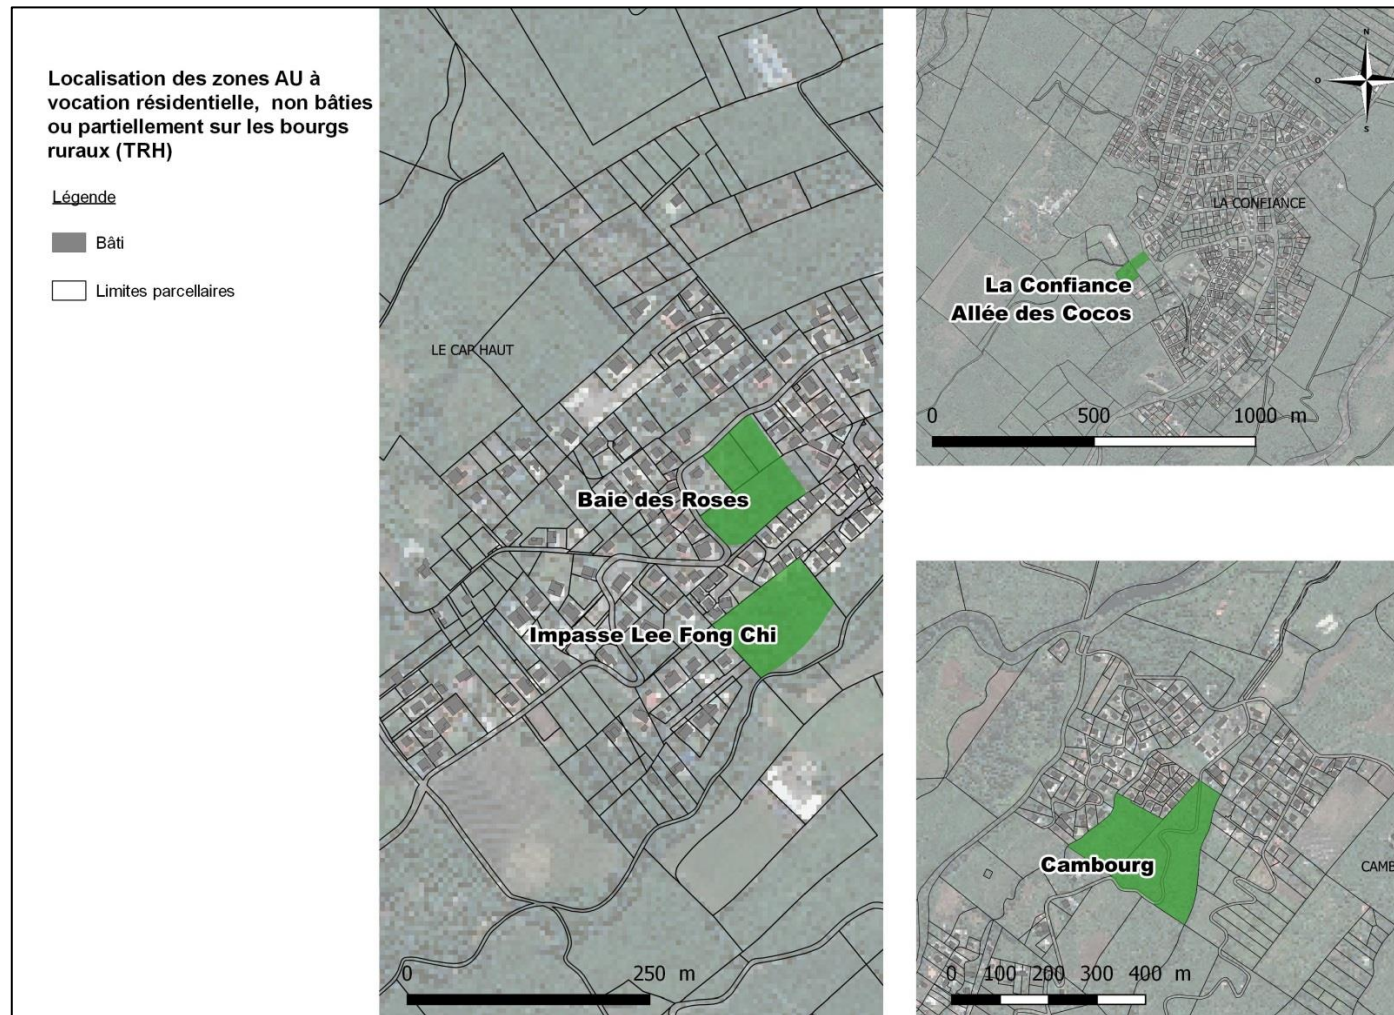 Localisation des zones AU à
vocation résidentielle, non bâties
ou partiellement sur les bourgs
ruraux (TRH)
Légende
Bâti
Limites parcellaires
LE CAP HAUT
Baie des Roses
Impasse Lee Fong Chi
0 250 m
N
O
S
LA CONFIANCE
La Confiance
Allée des Cocos
0 500 1000 m
Cambourg
CAMB
0 100 200 300 400 m